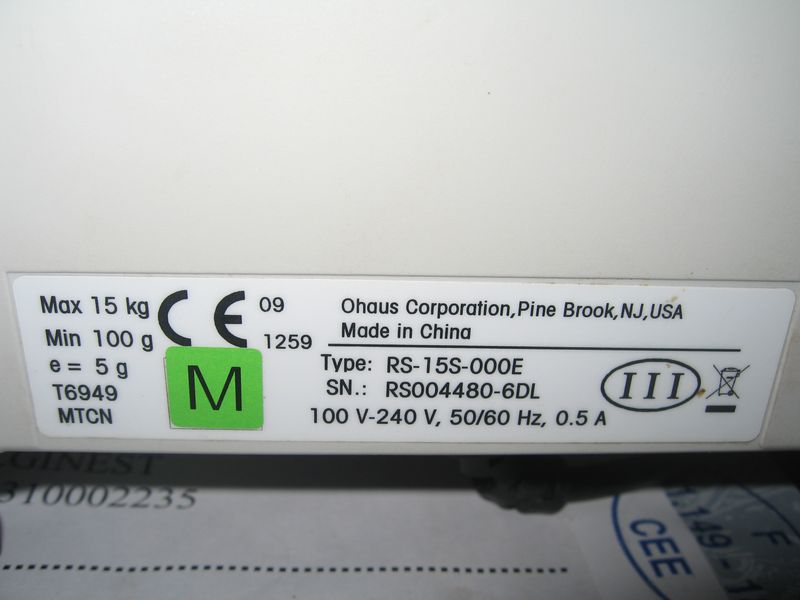 Max 15 kg
Min 100 g
e = 5 g
T6949
MTCN
CE 09
1259
M
Ohaus Corporation, Pine Brook, NJ, USA
Made in China
Type: RS-15S-000E
SN.: RS004480-6DL
100 V-240 V, 50/60 Hz, 0.5 A
III
GINEST
310002235
F
CEE